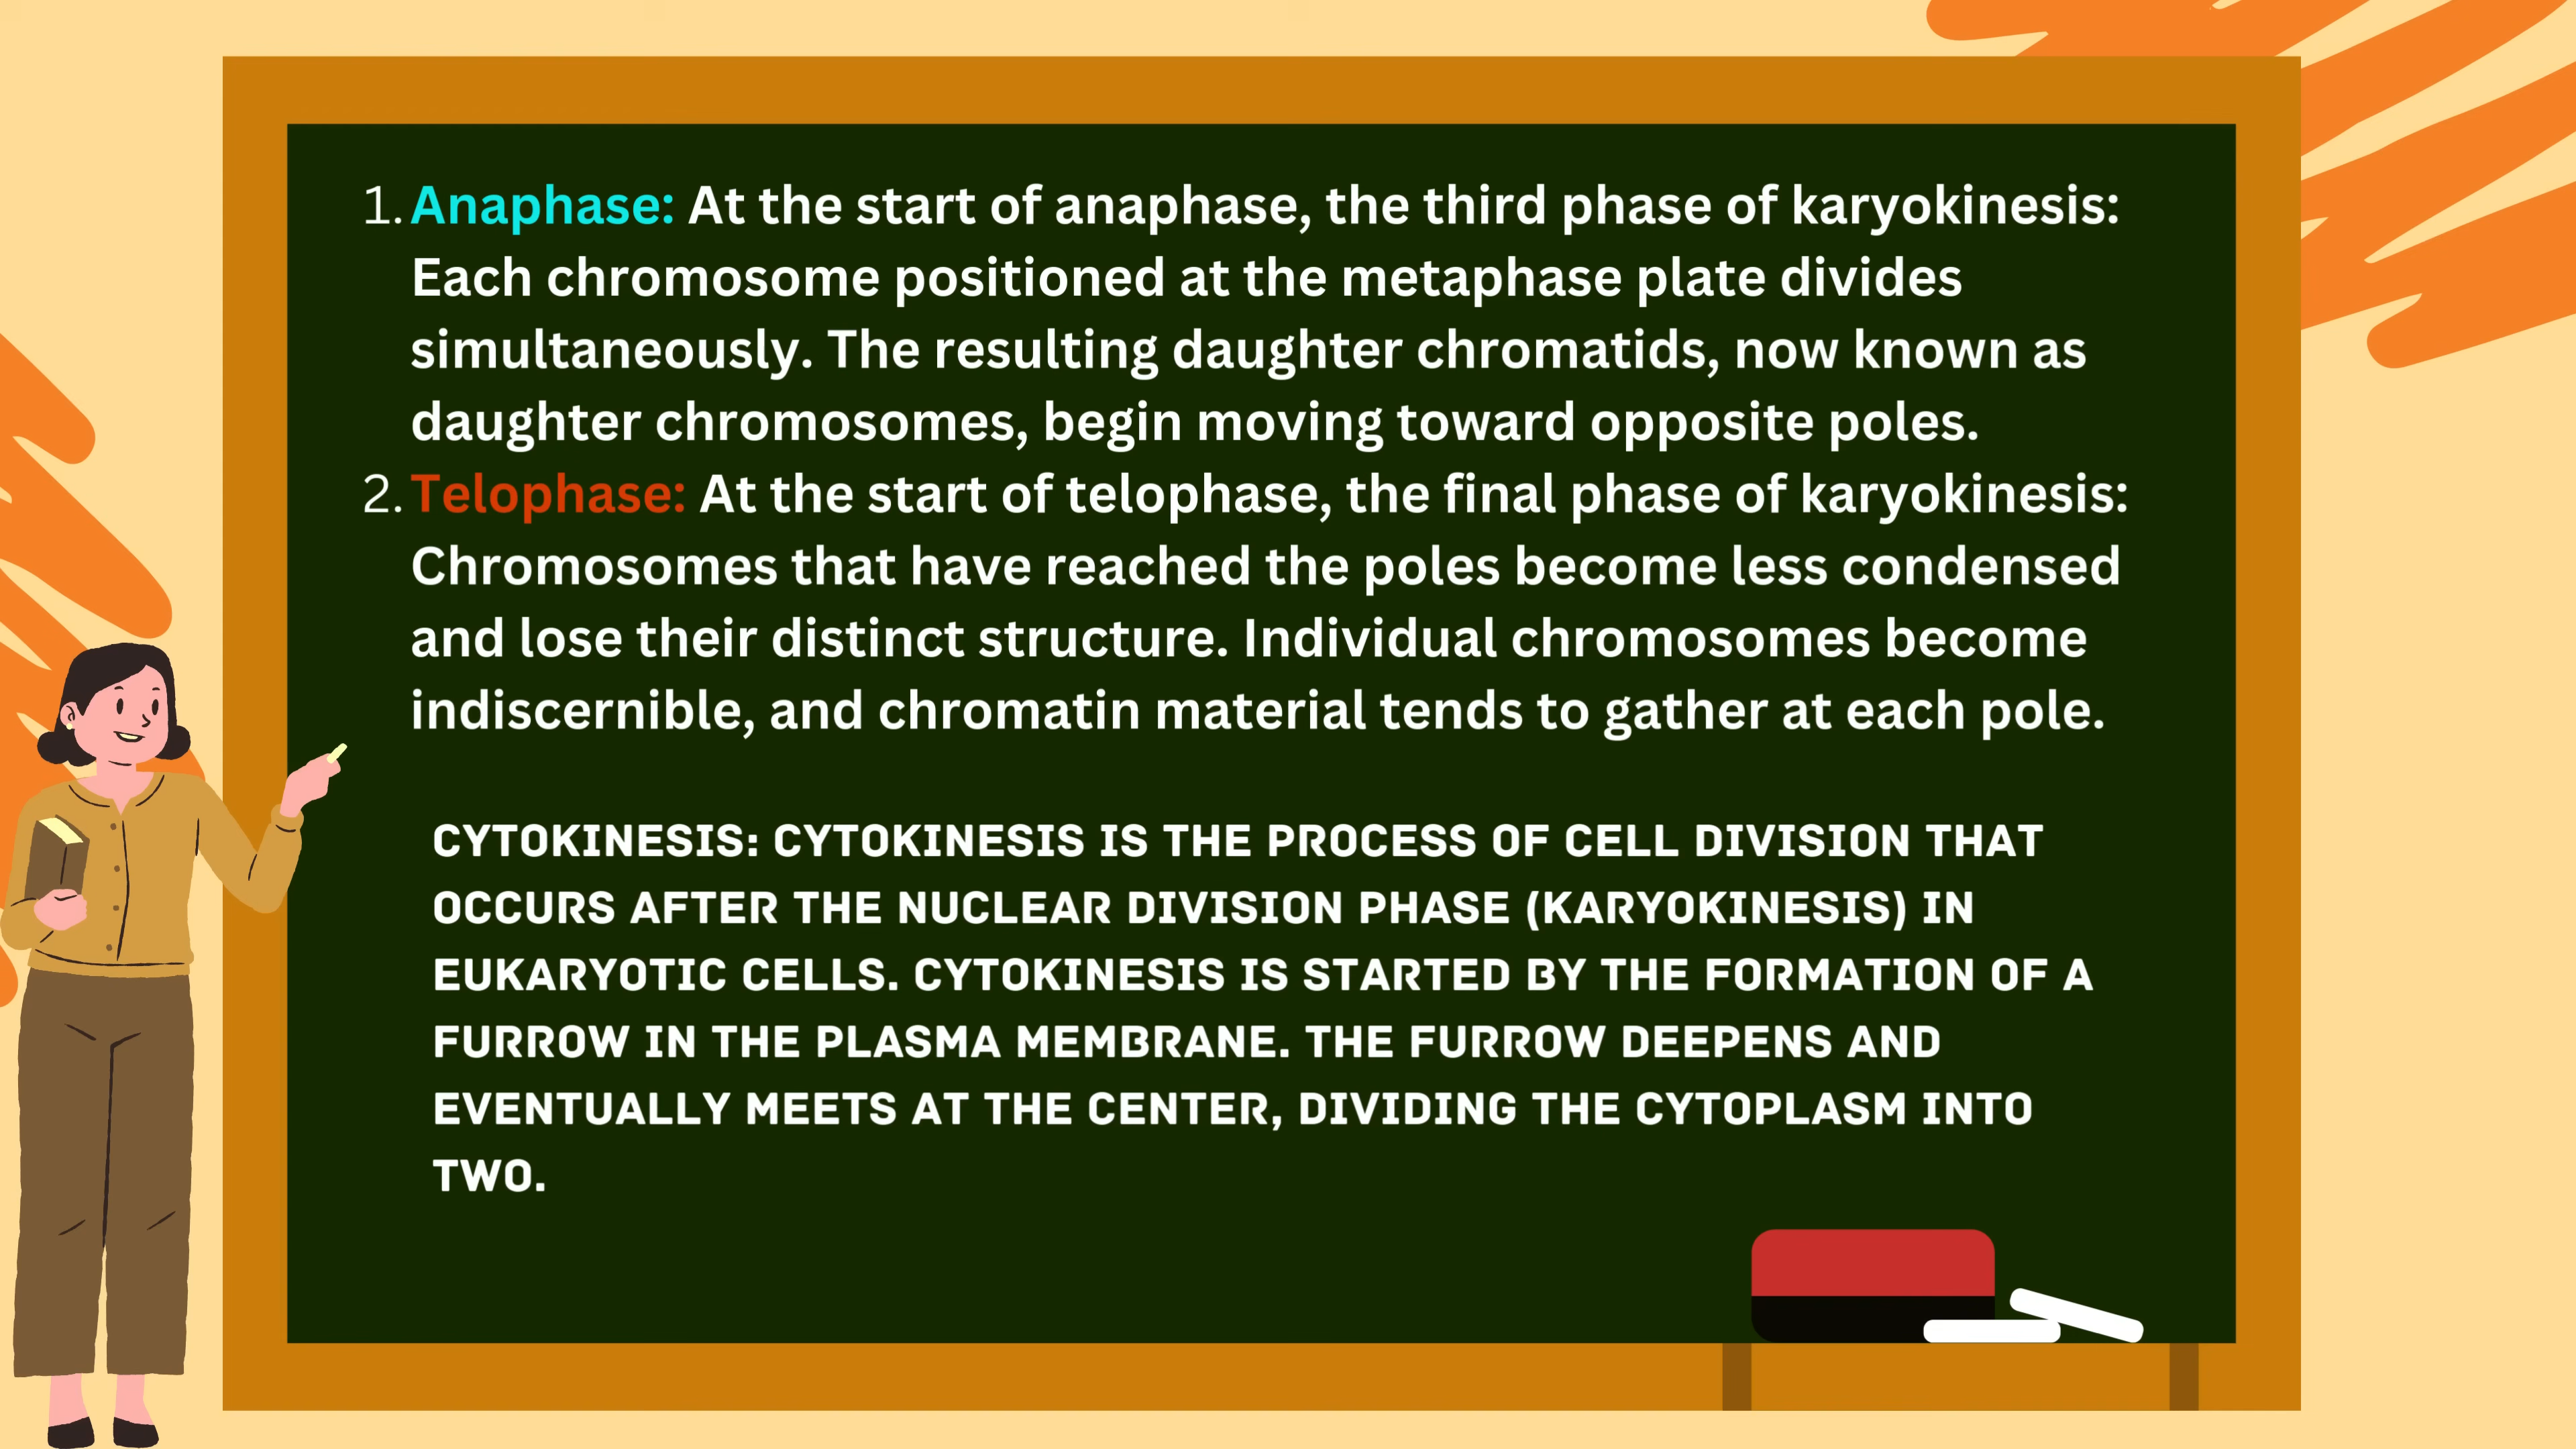 1. Anaphase: At the start of anaphase, the third phase of karyokinesis:
Each chromosome positioned at the metaphase plate divides
simultaneously. The resulting daughter chromatids, now known as
daughter chromosomes, begin moving toward opposite poles.
2. Telophase: At the start of telophase, the final phase of karyokinesis:
Chromosomes that have reached the poles become less condensed
and lose their distinct structure. Individual chromosomes become
indiscernible, and chromatin material tends to gather at each pole.
CYTOKINESIS: CYTOKINESIS IS THE PROCESS OF CELL DIVISION THAT
OCCURS AFTER THE NUCLEAR DIVISION PHASE (KARYOKINESIS) IN
EUKARYOTIC CELLS. CYTOKINESIS IS STARTED BY THE FORMATION OF A
FURROW IN THE PLASMA MEMBRANE. THE FURROW DEEPENS AND
EVENTUALLY MEETS AT THE CENTER, DIVIDING THE CYTOPLASM INTO
TWO.